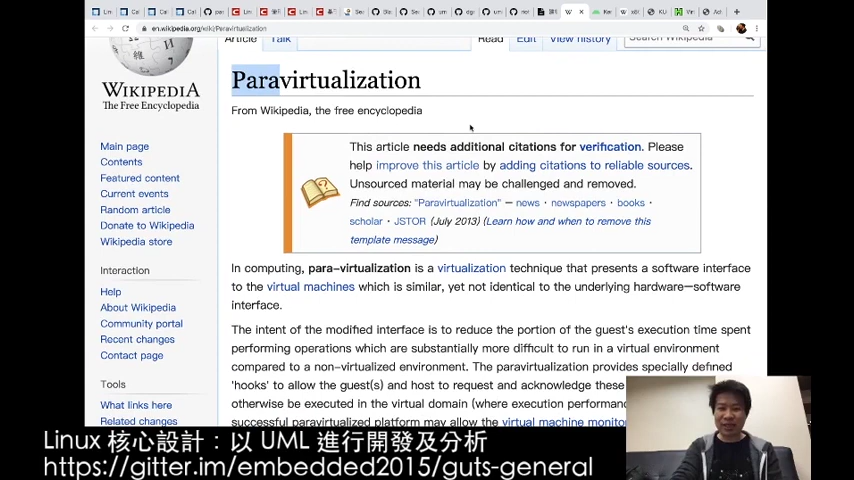 en.wikipedia.org/wiki/Paravirtualization
Article Talk Read Edit View history Search Wikipedia
WIKIPEDIA
The Free Encyclopedia
Main page
Contents
Featured content
Current events
Random article
Donate to Wikipedia
Wikipedia store
Interaction
Help
About Wikipedia
Community portal
Recent changes
Contact page
Tools
What links here
Related changes
Paravirtualization
From Wikipedia, the free encyclopedia
This article needs additional citations for verification. Please
help improve this article by adding citations to reliable sources.
Unsourced material may be challenged and removed.
Find sources: "Paravirtualization" – news · newspapers · books ·
scholar · JSTOR (July 2013) (Learn how and when to remove this
template message)
In computing, para-virtualization is a virtualization technique that presents a software interface
to the virtual machines which is similar, yet not identical to the underlying hardware–software
interface.
The intent of the modified interface is to reduce the portion of the guest's execution time spent
performing operations which are substantially more difficult to run in a virtual environment
compared to a non-virtualized environment. The paravirtualization provides specially defined
'hooks' to allow the guest(s) and host to request and acknowledge these
otherwise be executed in the virtual domain (where execution
successful paravirtualized platform may allow the virtual machine
Linux 核心設計：以 UML 進行開發及分析
https://gitter.im/embedded2015/guts-general